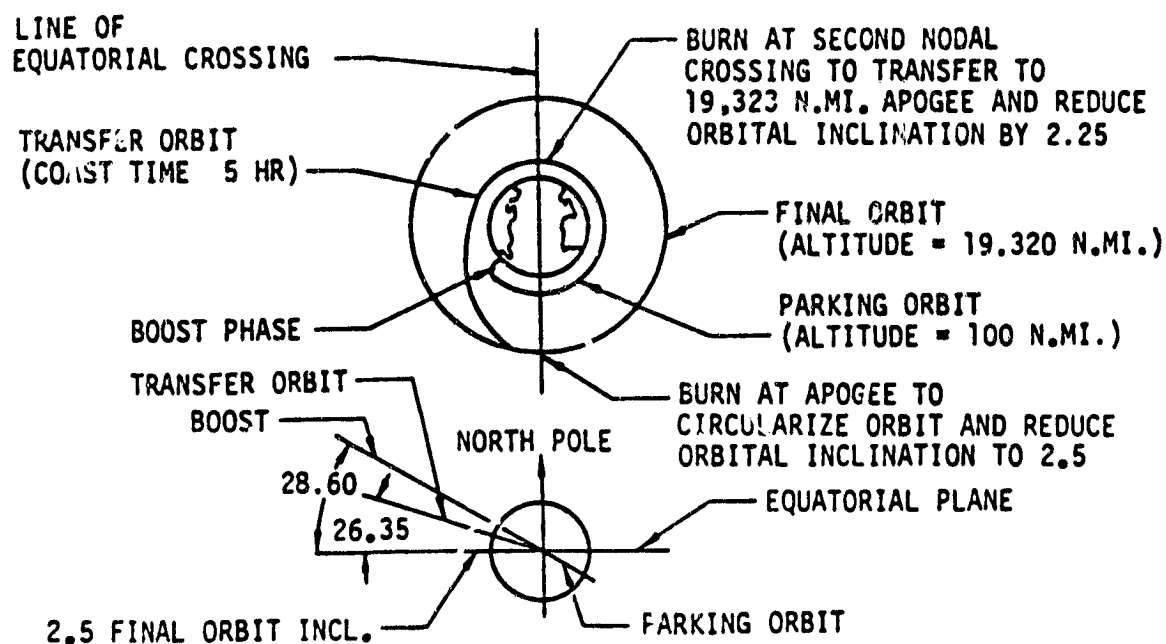 LINE OF
EQUATORIAL CROSSING
BURN AT SECOND NODAL
CROSSING TO TRANSFER TO
19,323 N.MI. APOGEE AND REDUCE
ORBITAL INCLINATION BY 2.25
TRANSFER ORBIT
(COAST TIME 5 HR)
FINAL ORBIT
(ALTITUDE = 19.320 N.MI.)
PARKING ORBIT
(ALTITUDE = 100 N.MI.)
BOOST PHASE
TRANSFER ORBIT
BOOST
BURN AT APOGEE TO
CIRCULARIZE ORBIT AND REDUCE
ORBITAL INCLINATION TO 2.5
NORTH POLE
28.60
26.35
EQUATORIAL PLANE
2.5 FINAL ORBIT INCL.
FARKING ORBIT